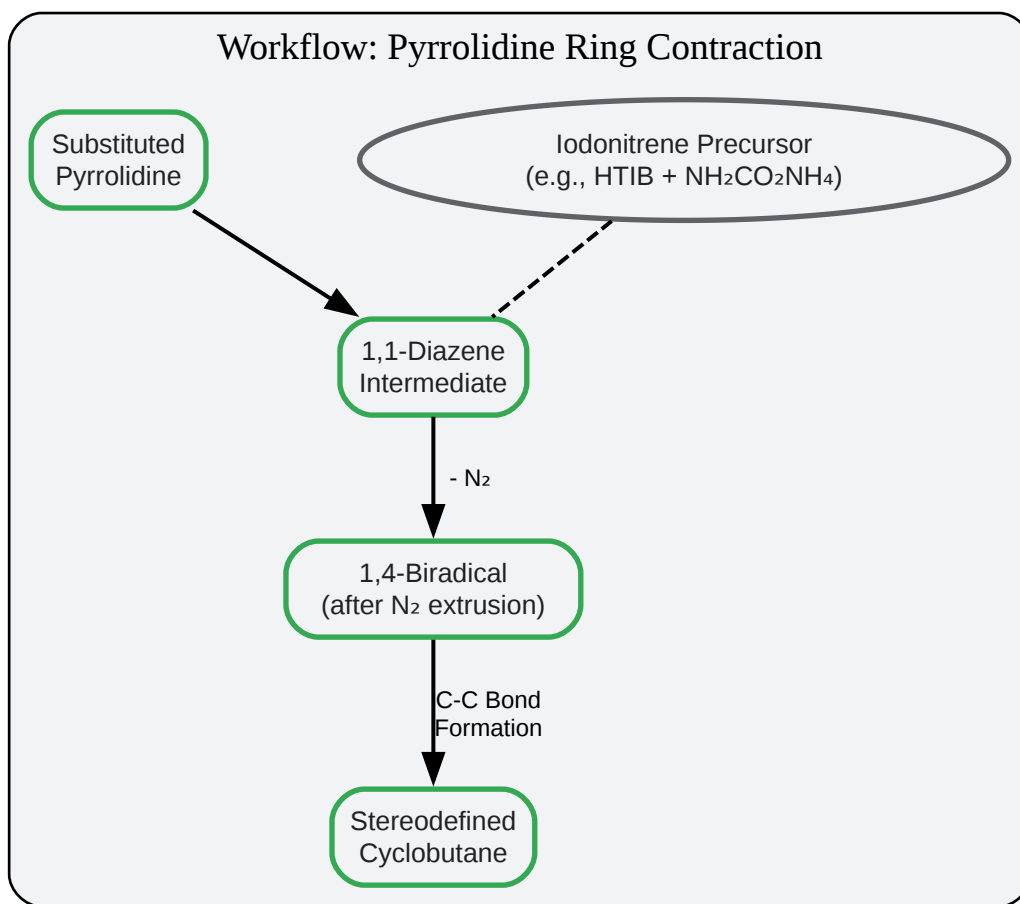 Workflow: Pyrrolidine Ring Contraction
Substituted
Pyrrolidine
Iodonitrene Precursor
(e.g., HTIB + NH₂CO₂NH₄)
1,1-Diazene
Intermediate
- N₂
1,4-Biradical
(after N₂ extrusion)
C-C Bond
Formation
Stereodefined
Cyclobutane